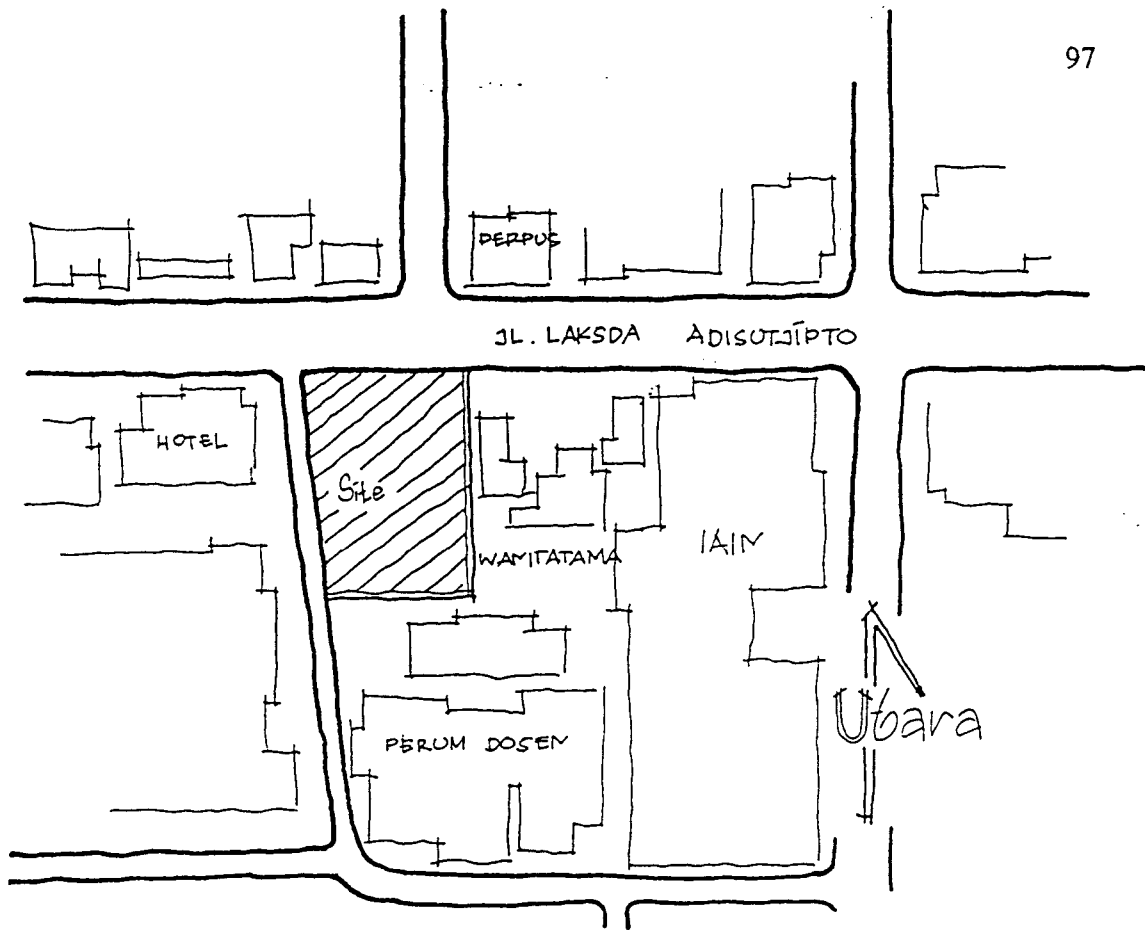 97
PERPUS
JL. LAKSDA ADISUTJIPTO
HOTEL
Site
WANITATAMA
IAIN
Utara
PERUM DOSEN